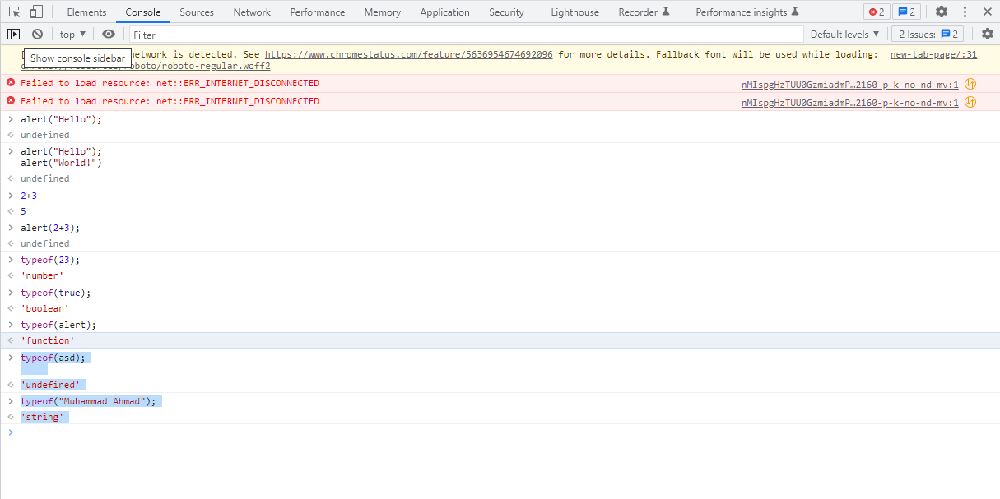 Elements Console Sources Network Performance Memory Application Security Lighthouse Recorder Performance insights 2 2
top Filter Default levels 2 Issues: 2
Show console sidebar
network is detected. See https://www.chromestatus.com/feature/5636954674692096 for more details. Fallback font will be used while loading: new-tab-page/:31
oboto/roboto-regular.woff2
Failed to load resource: net::ERR_INTERNET_DISCONNECTED nMIspgHzTUU0GzmiadmP…2160-p-k-no-nd-mv:1
Failed to load resource: net::ERR_INTERNET_DISCONNECTED nMIspgHzTUU0GzmiadmP…2160-p-k-no-nd-mv:1
> alert("Hello");
undefined
> alert("Hello");
alert("World!")
undefined
> 2+3
5
> alert(2+3);
undefined
> typeof(23);
'number'
> typeof(true);
'boolean'
> typeof(alert);
'function'
> typeof(asd);
'undefined'
> typeof("Muhammad Ahmad");
'string'
>